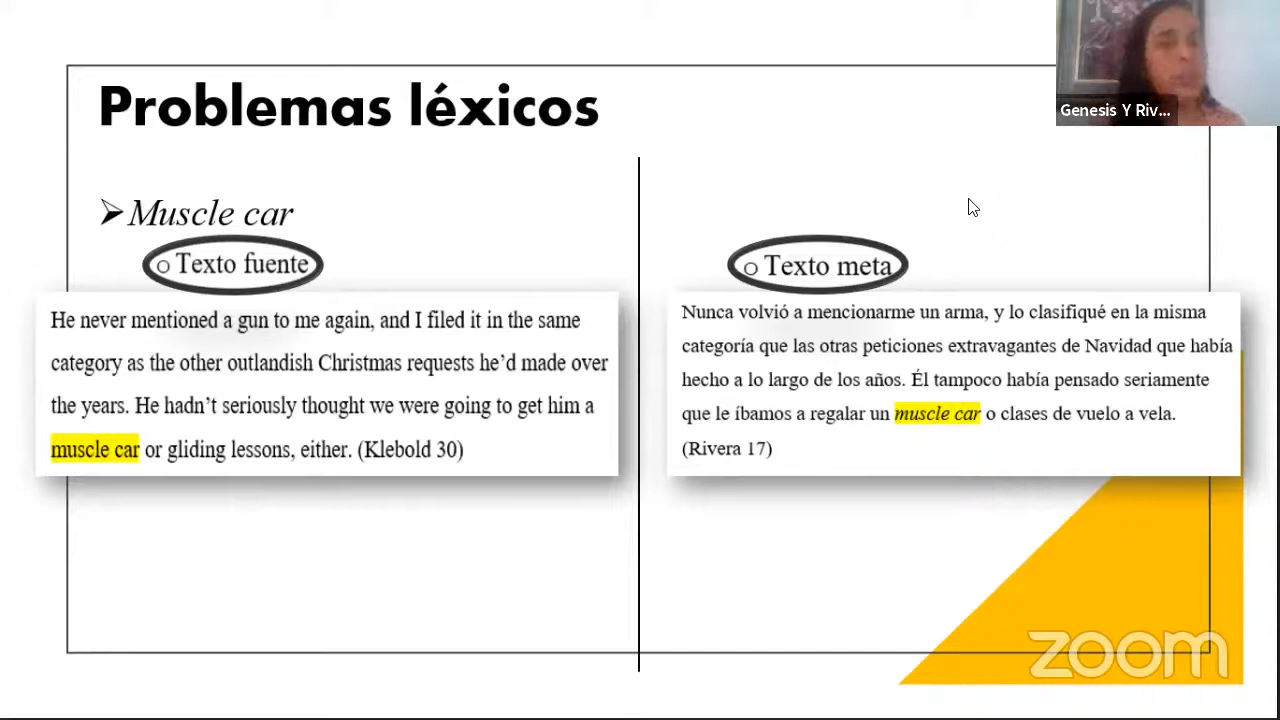 Problemas léxicos
Genesis Y Riv...
Muscle car
Texto fuente
He never mentioned a gun to me again, and I filed it in the same
category as the other outlandish Christmas requests he’d made over
the years. He hadn’t seriously thought we were going to get him a
muscle car or gliding lessons, either. (Klebold 30)
Texto meta
Nunca volvió a mencionarme un arma, y lo clasifiqué en la misma
categoría que las otras peticiones extravagantes de Navidad que había
hecho a lo largo de los años. Él tampoco había pensado seriamente
que le íbamos a regalar un muscle car o clases de vuelo a vela.
(Rivera 17)
zoom